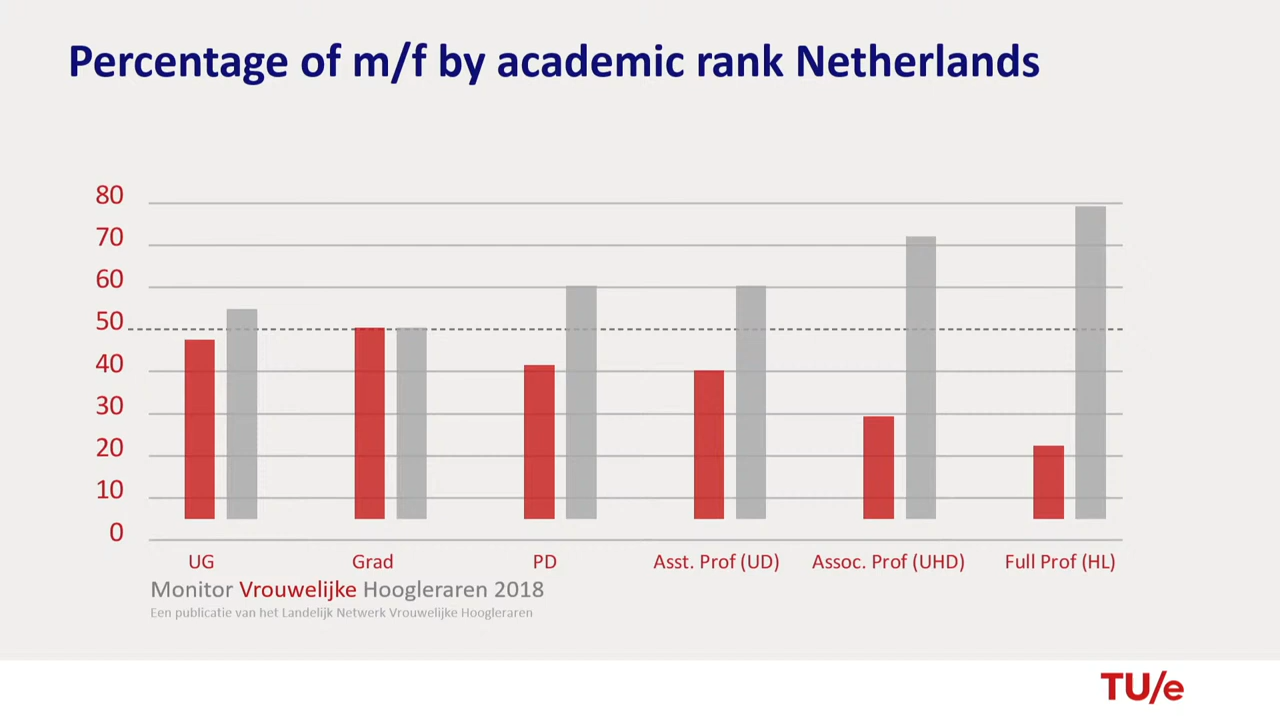 Percentage of m/f by academic rank Netherlands
80
70
60
50
40
30
20
10
0
UG Grad PD Asst. Prof (UD) Assoc. Prof (UHD) Full Prof (HL)
Monitor Vrouwelijke Hoogleraren 2018
Een publicatie van het Landelijk Netwerk Vrouwelijke Hoogleraren
TU/e